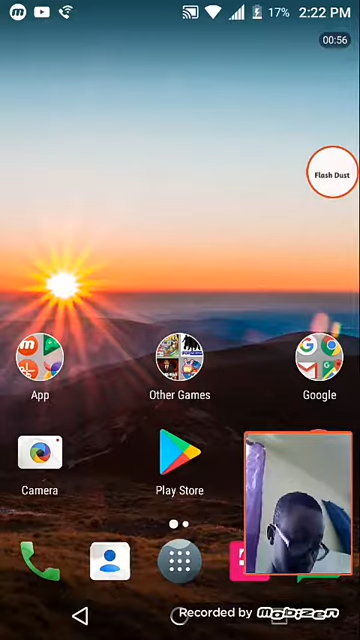 17% 2:22 PM
00:56
Flash Dust
App
Other Games
Google
Camera
Play Store
Recorded by Mobizen